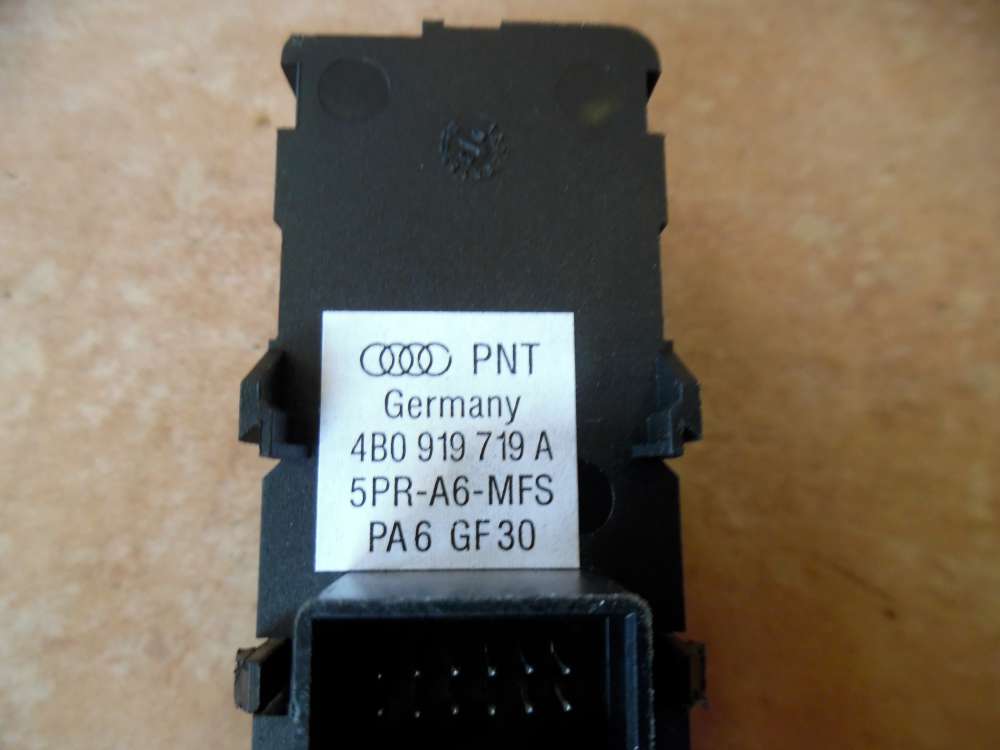 PNT
Germany
4B0 919 719 A
5PR-A6-MFS
PA6 GF30